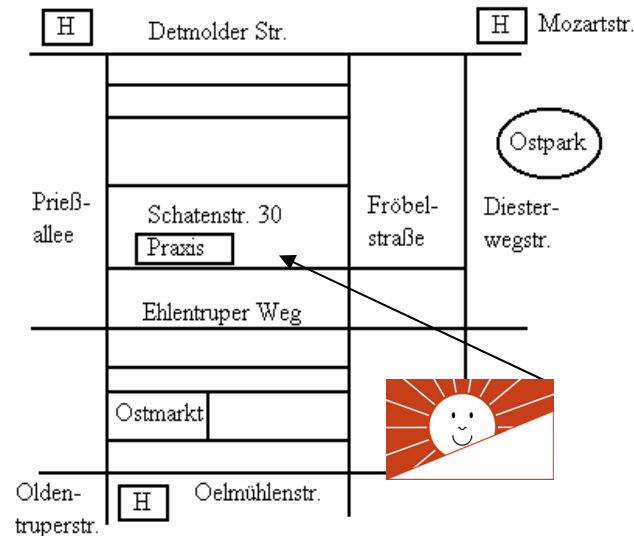 H
Detmolder Str.
H
Mozartstr.
Ostpark
Prieß-
allee
Schatenstr. 30
Praxis
Fröbel-
straße
Diester-
wegstr.
Ehlentruper Weg
Ostmarkt
Olden-
truperstr.
H
Oelmühlenstr.